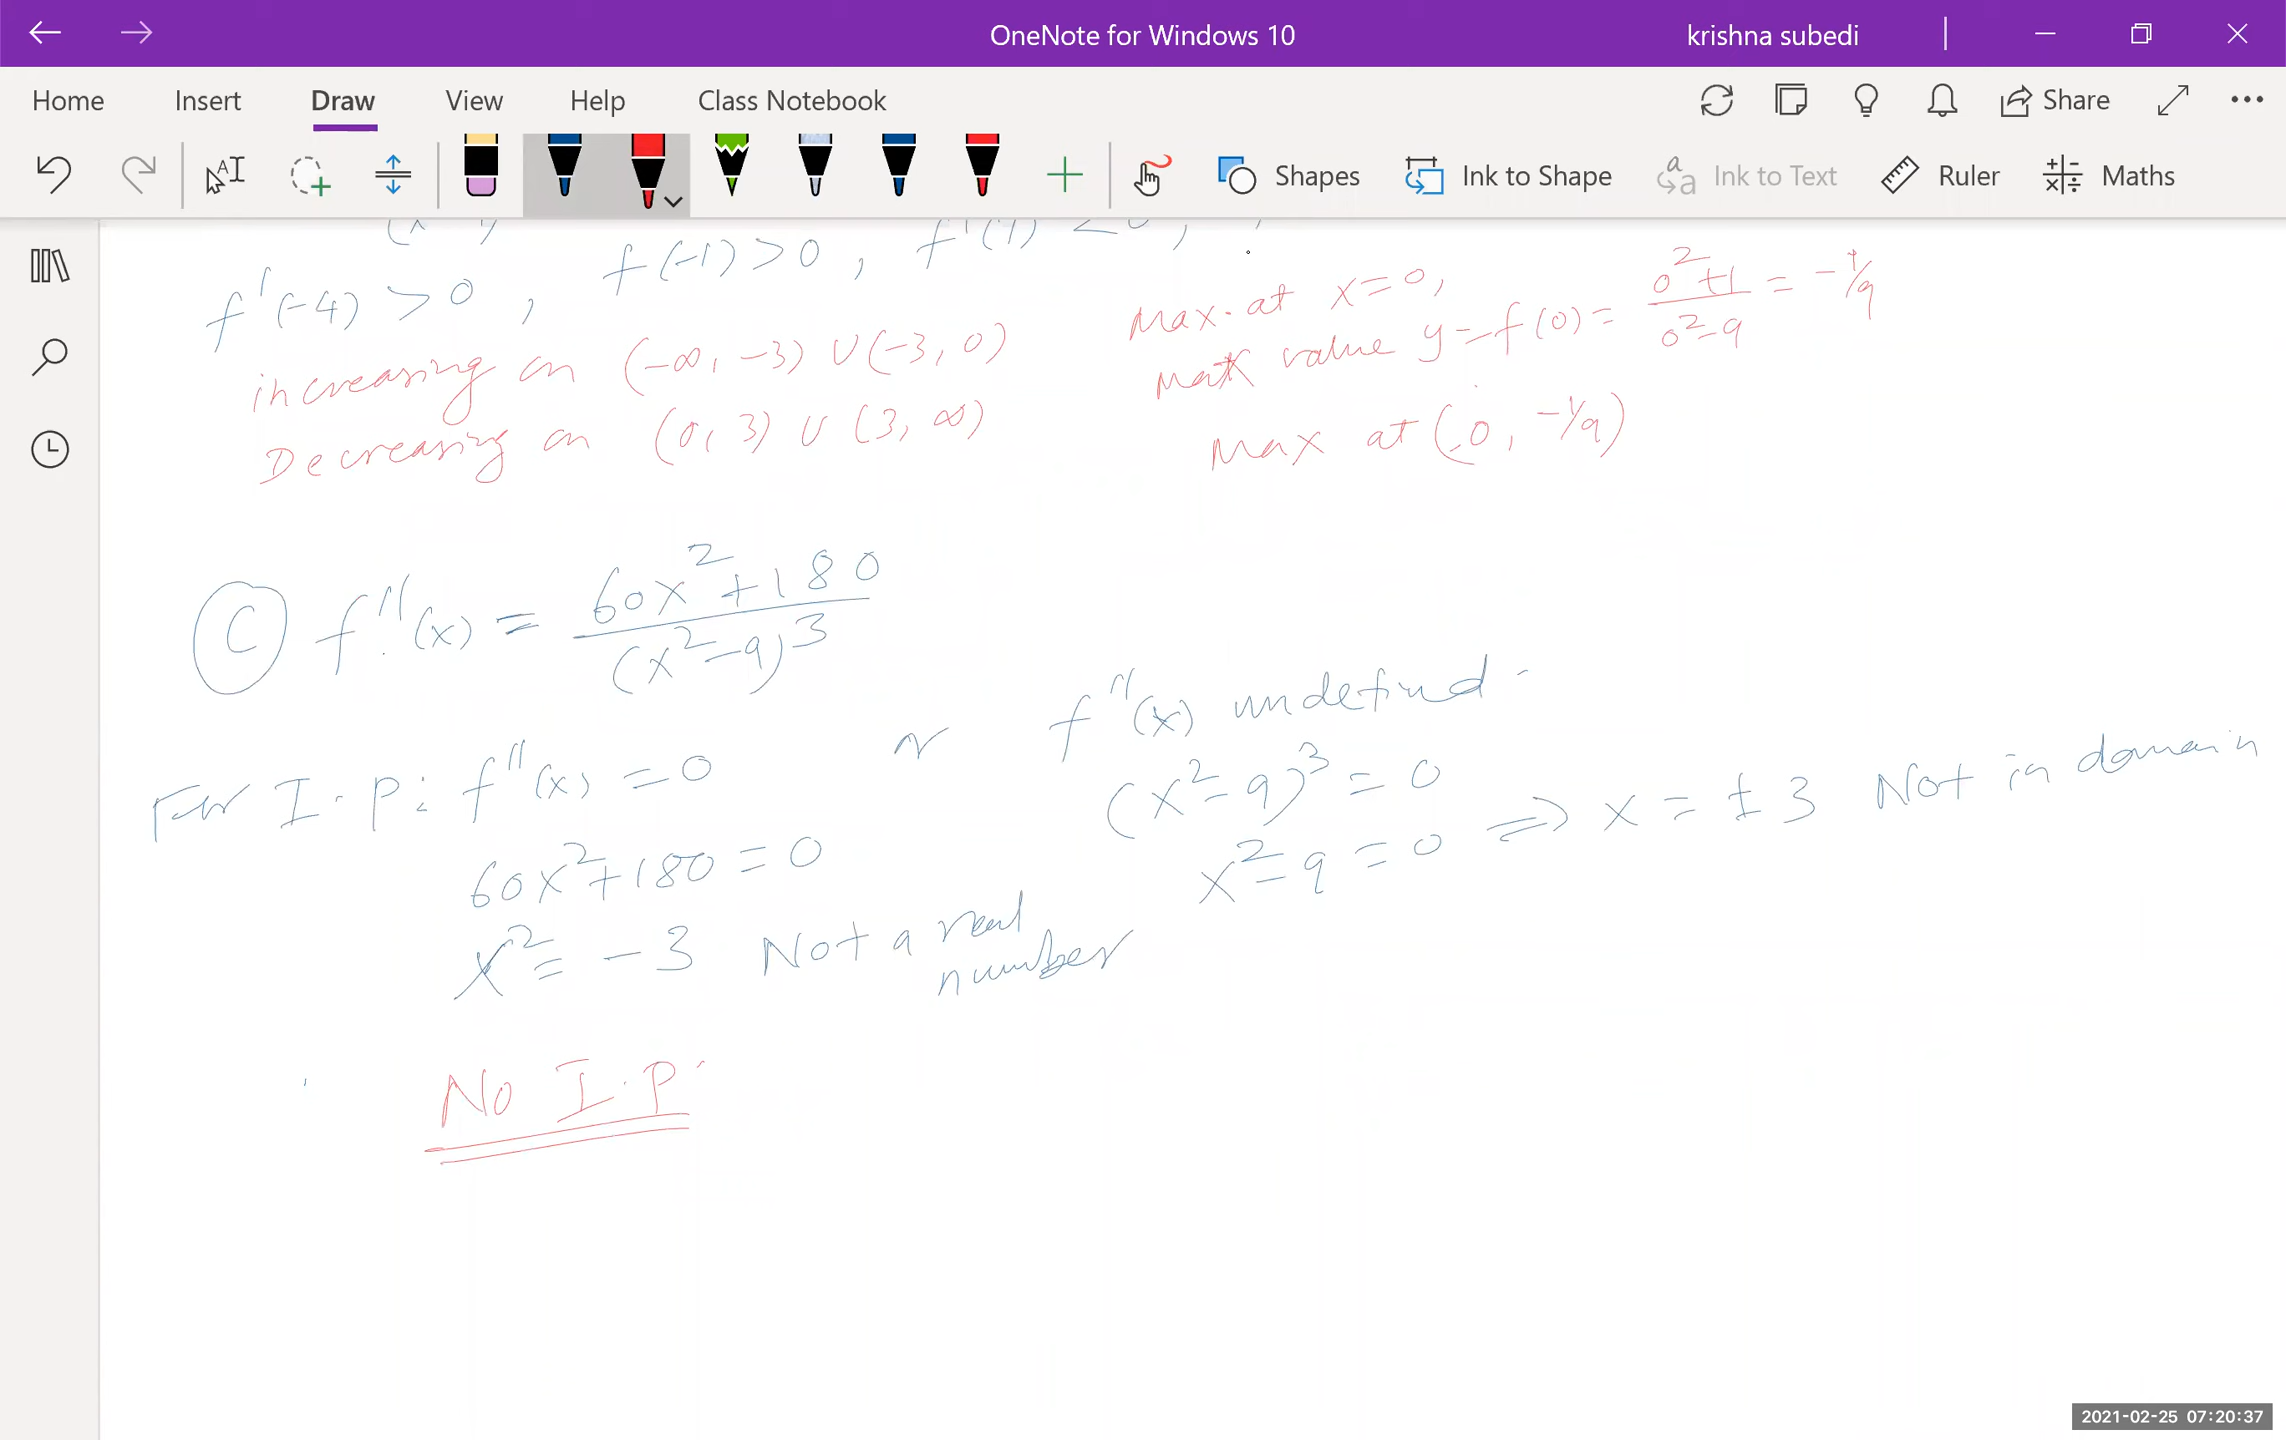 OneNote for Windows 10
krishna subedi
Home Insert Draw View Help Class Notebook Share
Shapes Ink to Shape Ink to Text Ruler Maths
f'(-4) > 0 , f(-1) > 0 ,
increasing on (-∞, -3) ∪ (-3, 0)
Decreasing on (0, 3) ∪ (3, ∞)
Max. at x = 0,
value y = f(0) = (0²+1)/(0²-9) = -1/9
Max at (0, -1/9)
C f''(x) = (60x²+180)/(x²-9)³
For I.P: f''(x) = 0 or f''(x) undefined.
60x²+180 = 0
x² = -3 Not a real number
(x²-9)³ = 0
x²-9 = 0 ⇒ x = ±3 Not in domain
No I.P.
2021-02-25 07:20:37